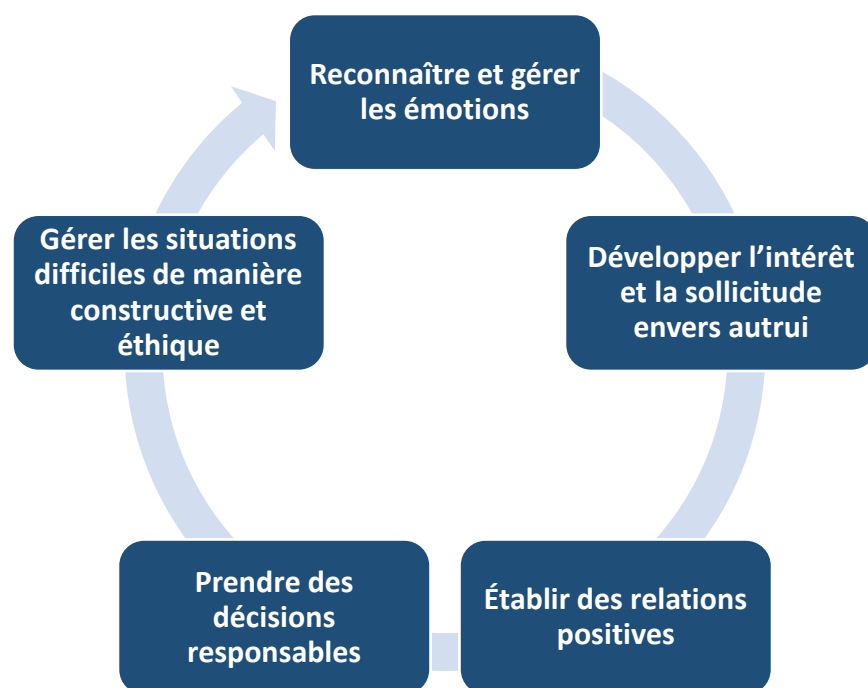 Reconnaître et gérer
les émotions
Développer l’intérêt
et la sollicitude
envers autrui
Établir des relations
positives
Prendre des
décisions
responsables
Gérer les situations
difficiles de manière
constructive et
éthique